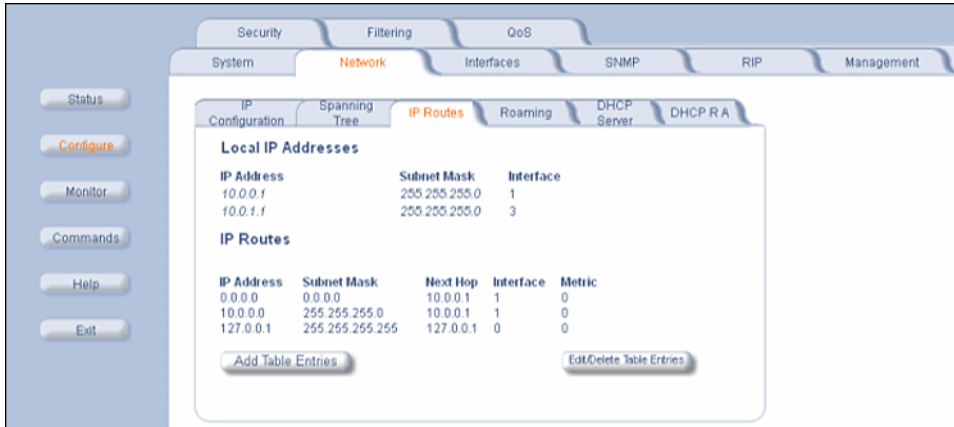 Security Filtering QoS
System Network Interfaces SNMP RIP Management
Status
Configure
Monitor
Commands
Help
Exit
IP Configuration
Spanning Tree
IP Routes
Roaming
DHCP Server
DHCP R A
Local IP Addresses
IP Address Subnet Mask Interface
10.0.0.1 255.255.255.0 1
10.0.1.1 255.255.255.0 3
IP Routes
IP Address Subnet Mask Next Hop Interface Metric
0.0.0.0 0.0.0.0 10.0.0.1 1 0
10.0.0.0 255.255.255.0 10.0.0.1 1 0
127.0.0.1 255.255.255.255 127.0.0.1 0 0
Add Table Entries Edit/Delete Table Entries